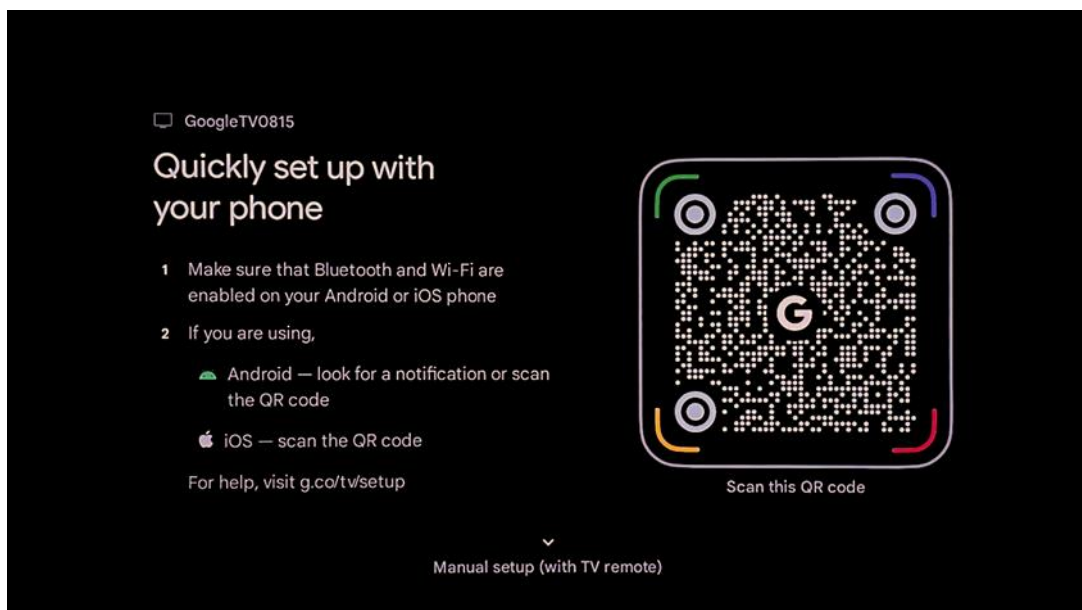 GoogleTV0815
Quickly set up with
your phone
1 Make sure that Bluetooth and Wi-Fi are
enabled on your Android or iOS phone
2 If you are using,
Android — look for a notification or scan
the QR code
iOS — scan the QR code
For help, visit g.co/tv/setup
G
Scan this QR code
Manual setup (with TV remote)